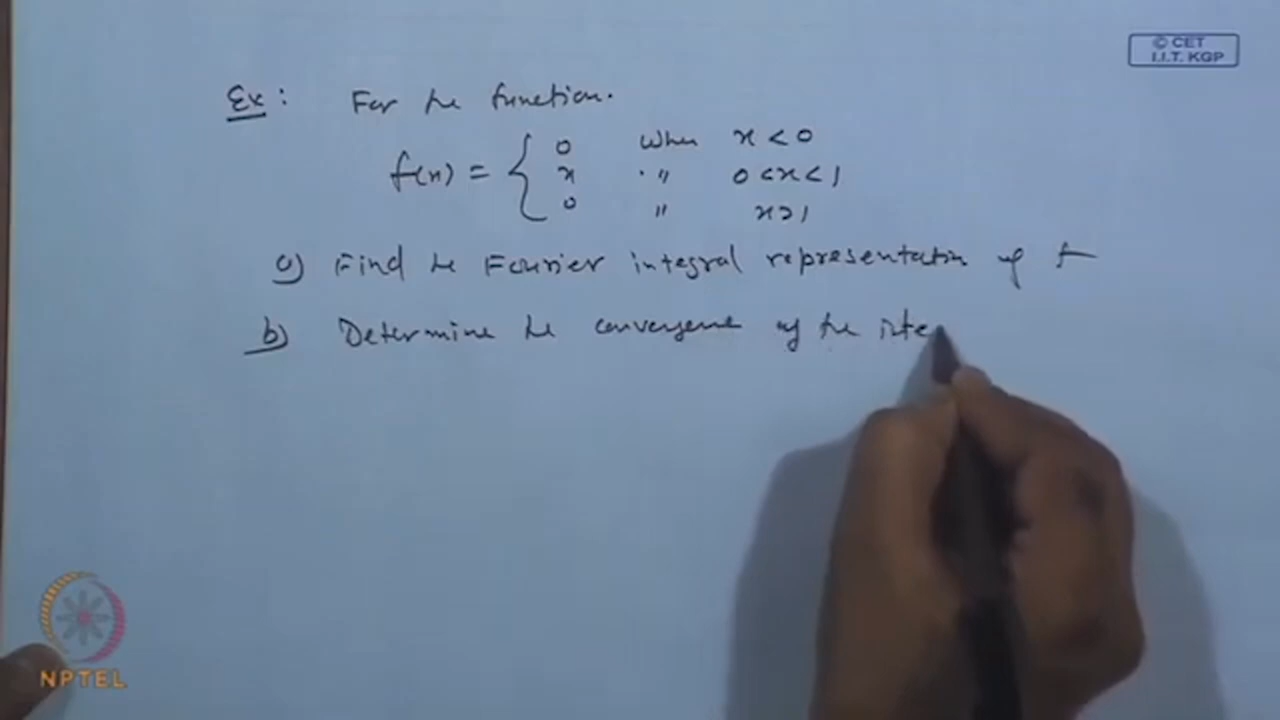 © CET
I.I.T. KGP
Ex: For the function.
f(x) = { 0 when x < 0
x " 0 < x < 1
0 " x > 1
a) Find the Fourier integral representation of f
b) Determine the convergence of the inte
NPTEL